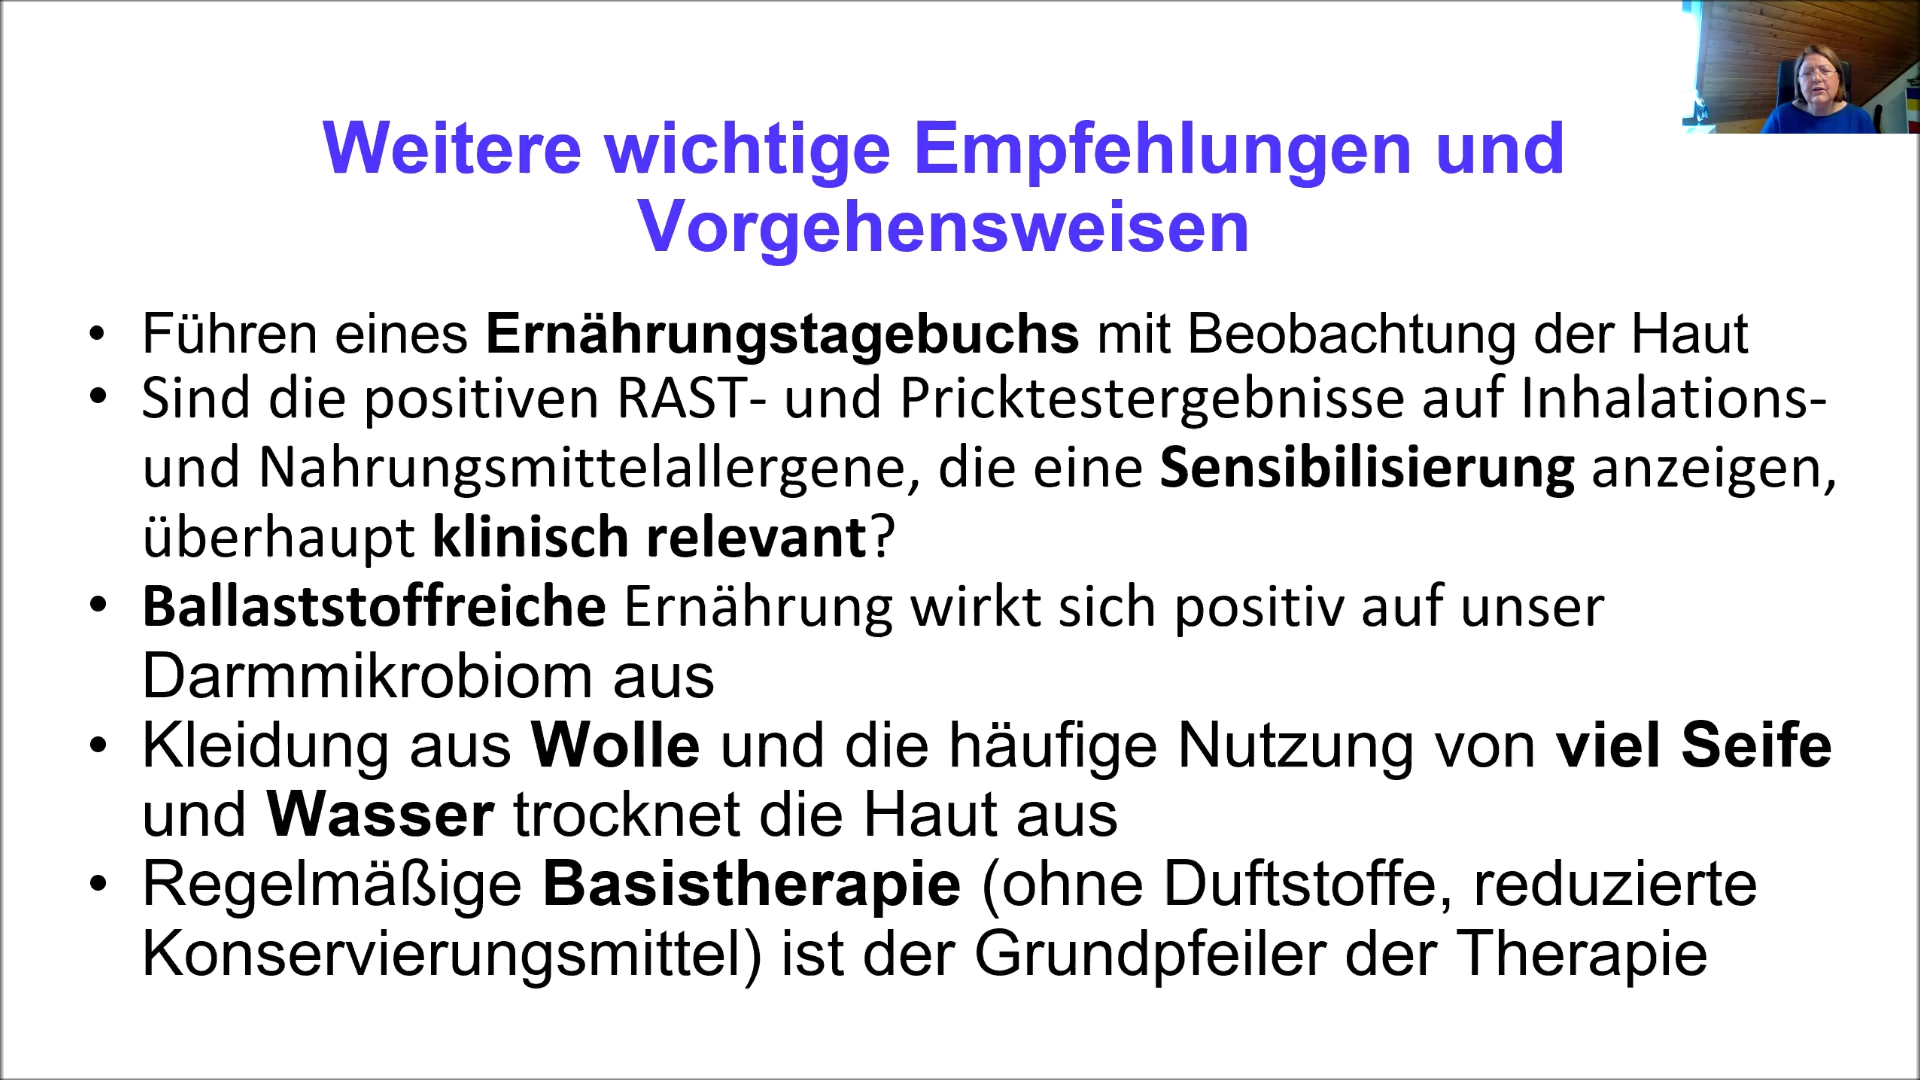 Weitere wichtige Empfehlungen und
Vorgehensweisen
• Führen eines Ernährungstagebuchs mit Beobachtung der Haut
• Sind die positiven RAST- und Pricktestergebnisse auf Inhalations-
und Nahrungsmittelallergene, die eine Sensibilisierung anzeigen,
überhaupt klinisch relevant?
• Ballaststoffreiche Ernährung wirkt sich positiv auf unser
Darmmikrobiom aus
• Kleidung aus Wolle und die häufige Nutzung von viel Seife
und Wasser trocknet die Haut aus
• Regelmäßige Basistherapie (ohne Duftstoffe, reduzierte
Konservierungsmittel) ist der Grundpfeiler der Therapie